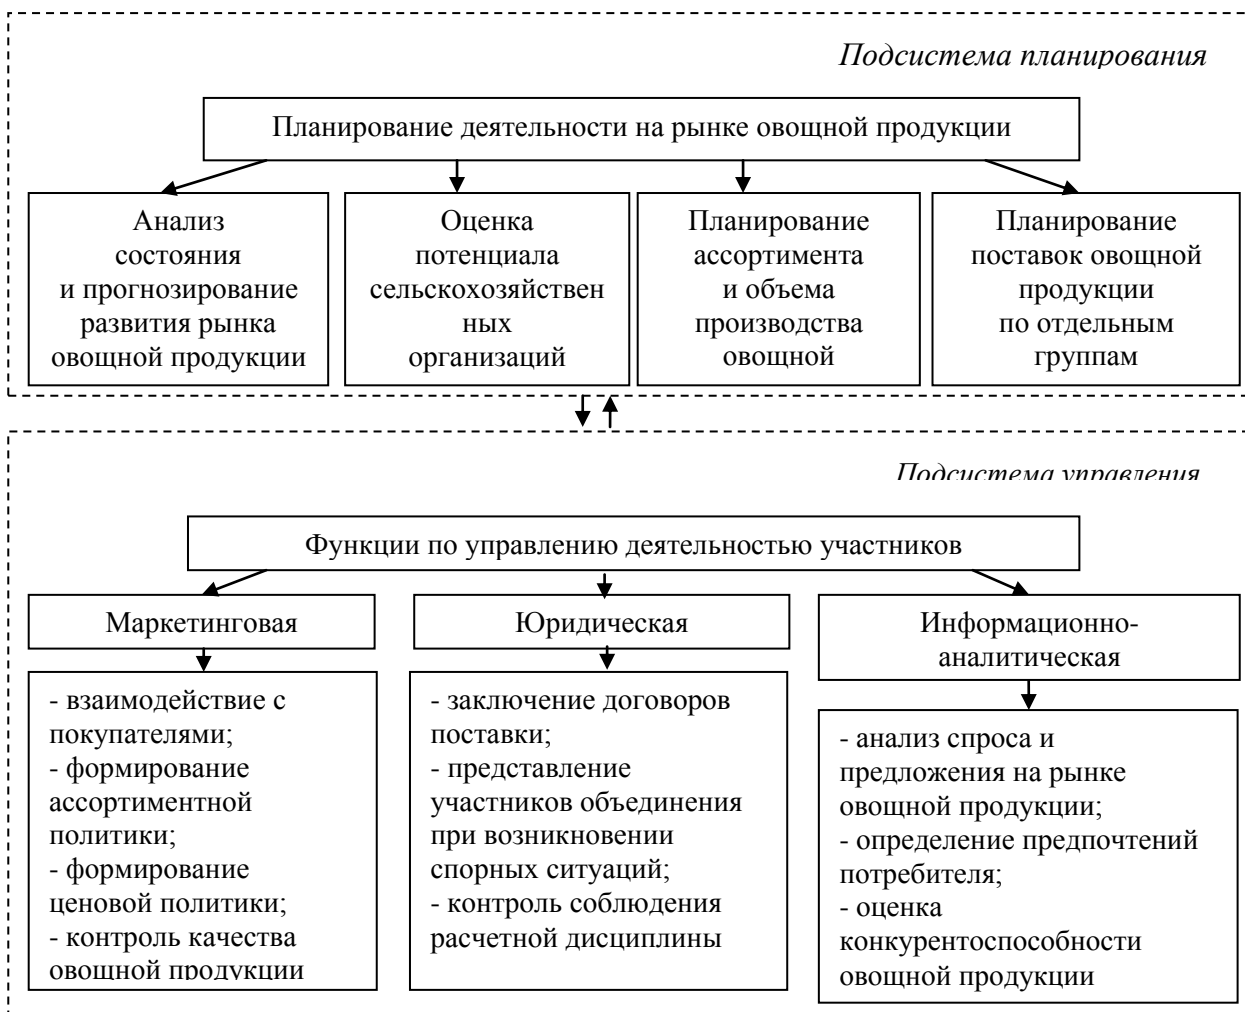 Подсистема планирования
Планирование деятельности на рынке овощной продукции
Анализ
состояния
и прогнозирование
развития рынка
овощной продукции
Оценка
потенциала
сельскохозяйствен
ных
организаций
Планирование
ассортимента
и объема
производства
овощной
Планирование
поставок овощной
продукции
по отдельным
группам
Подсистема управления
Функции по управлению деятельностью участников
Маркетинговая
- взаимодействие с
покупателями;
- формирование
ассортиментной
политики;
- формирование
ценовой политики;
- контроль качества
овощной продукции
Юридическая
- заключение договоров
поставки;
- представление
участников объединения
при возникновении
спорных ситуаций;
- контроль соблюдения
расчетной дисциплины
Информационно-
аналитическая
- анализ спроса и
предложения на рынке
овощной продукции;
- определение предпочтений
потребителя;
- оценка
конкурентоспособности
овощной продукции